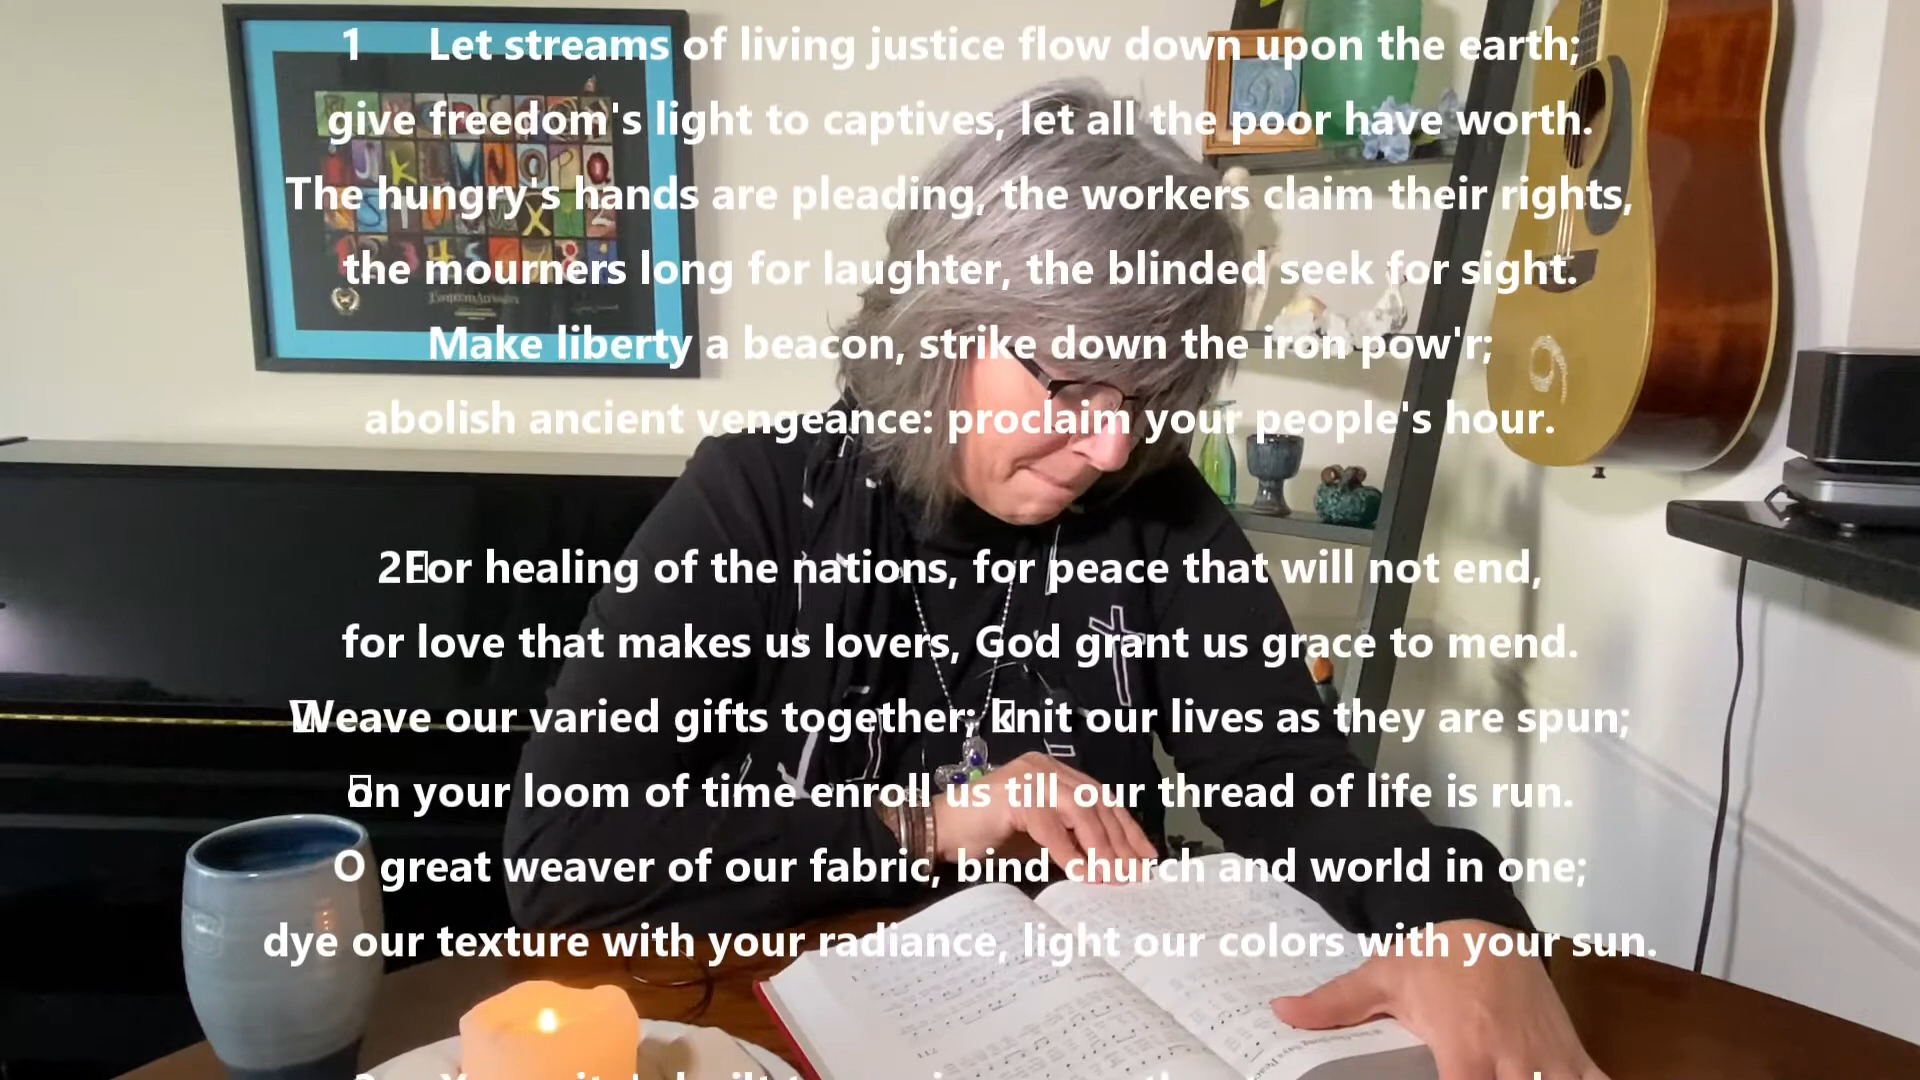 1 Let streams of living justice flow down upon the earth;
give freedom's light to captives, let all the poor have worth.
The hungry's hands are pleading, the workers claim their rights,
the mourners long for laughter, the blinded seek for sight.
Make liberty a beacon, strike down the iron pow'r;
abolish ancient vengeance: proclaim your people's hour.
2 For healing of the nations, for peace that will not end,
for love that makes us lovers, God grant us grace to mend.
Weave our varied gifts together; knit our lives as they are spun;
on your loom of time enroll us till our thread of life is run.
O great weaver of our fabric, bind church and world in one;
dye our texture with your radiance, light our colors with your sun.
711